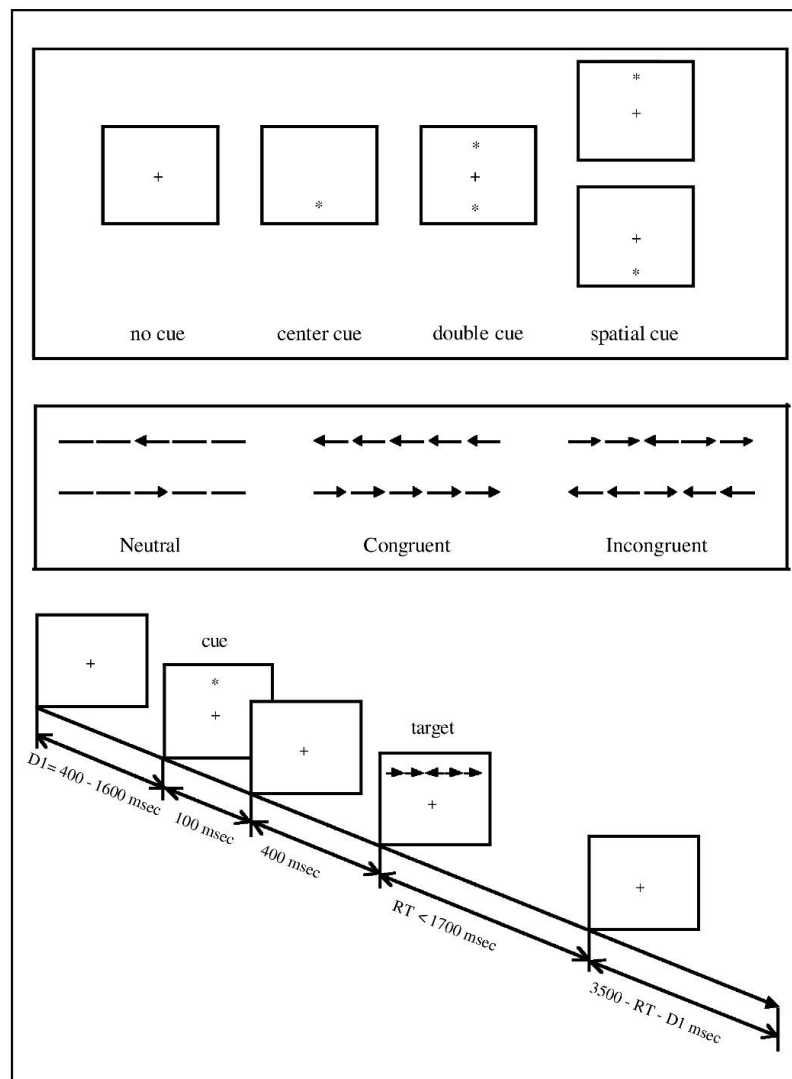 no cue
center cue
double cue
spatial cue
Neutral
Congruent
Incongruent
cue
target
D1= 400 - 1600 msec
100 msec
400 msec
RT < 1700 msec
3500 - RT - D1 msec